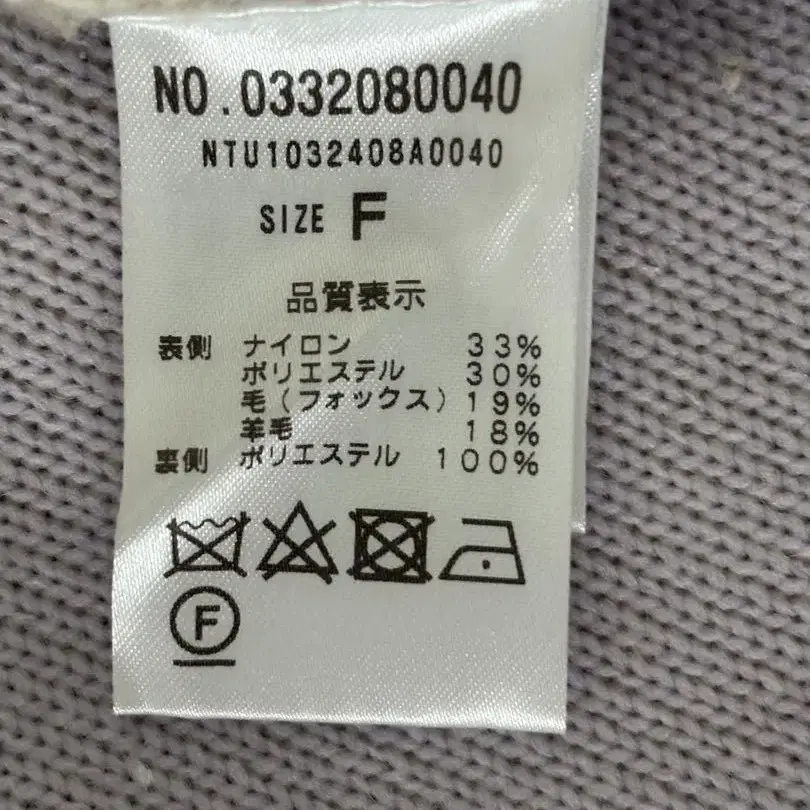 NO.0332080040
NTU1032408A0040
SIZE F
品質表示
表側 ナイロン 33%
ポリエステル 30%
毛(フォックス) 19%
羊毛 18%
裏側 ポリエステル 100%
F